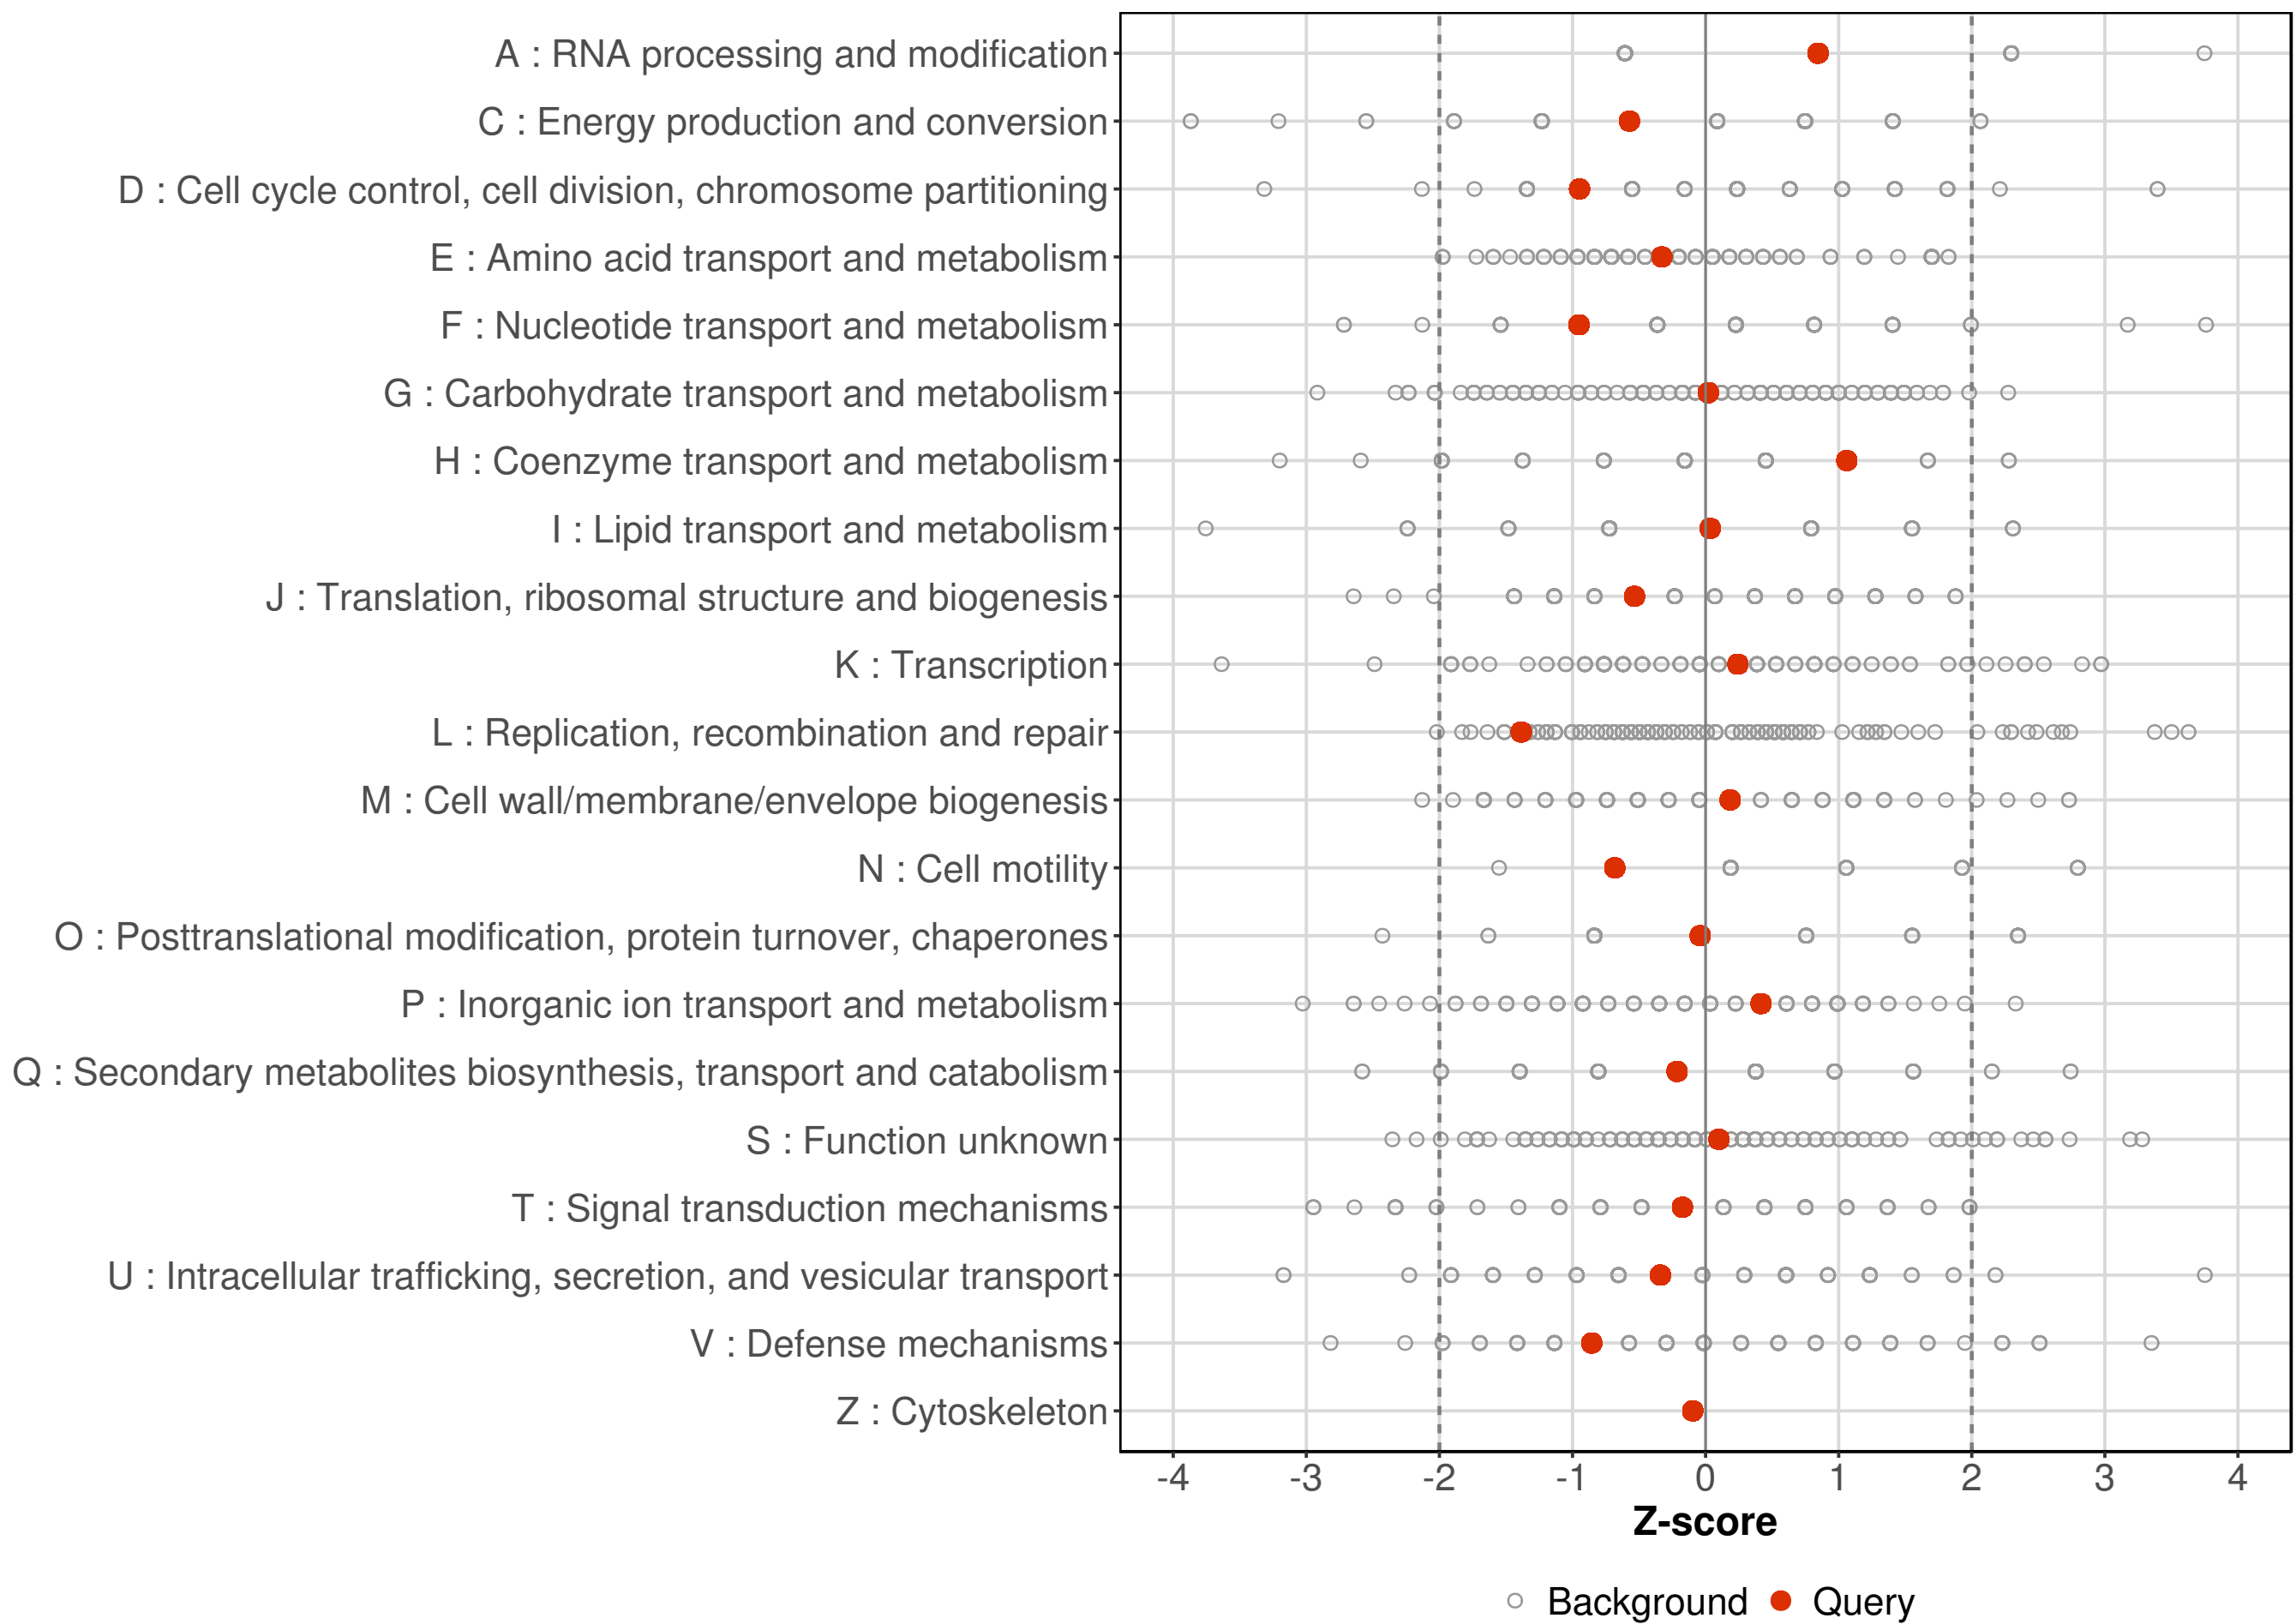 A : RNA processing and modification
C : Energy production and conversion
D : Cell cycle control, cell division, chromosome partitioning
E : Amino acid transport and metabolism
F : Nucleotide transport and metabolism
G : Carbohydrate transport and metabolism
H : Coenzyme transport and metabolism
I : Lipid transport and metabolism
J : Translation, ribosomal structure and biogenesis
K : Transcription
L : Replication, recombination and repair
M : Cell wall/membrane/envelope biogenesis
N : Cell motility
O : Posttranslational modification, protein turnover, chaperones
P : Inorganic ion transport and metabolism
Q : Secondary metabolites biosynthesis, transport and catabolism
S : Function unknown
T : Signal transduction mechanisms
U : Intracellular trafficking, secretion, and vesicular transport
V : Defense mechanisms
Z : Cytoskeleton
-4 -3 -2 -1 0 1 2 3 4
Z-score
Background Query